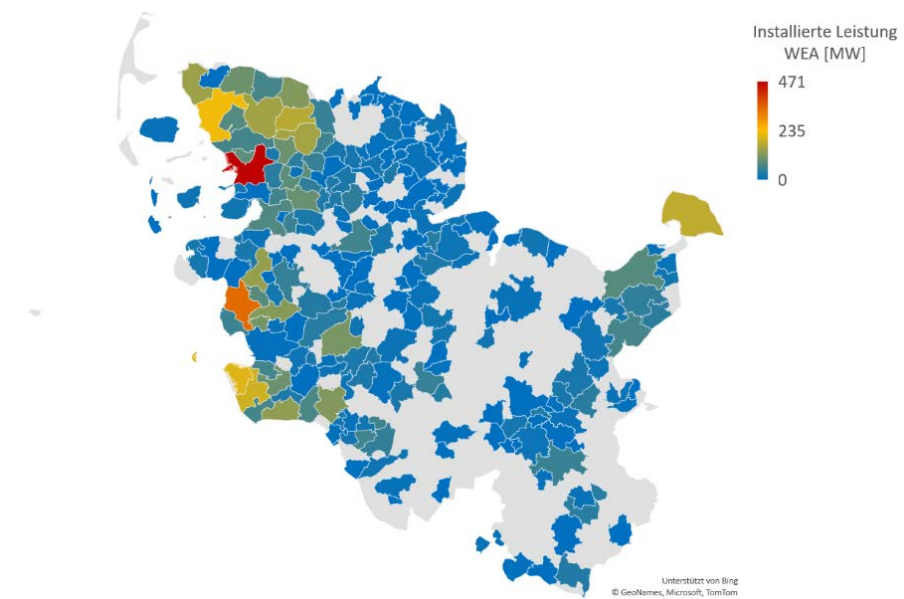 Installierte Leistung
WEA [MW]
471
235
0
Unterstützt von Bing
© GeoNames, Microsoft, TomTom